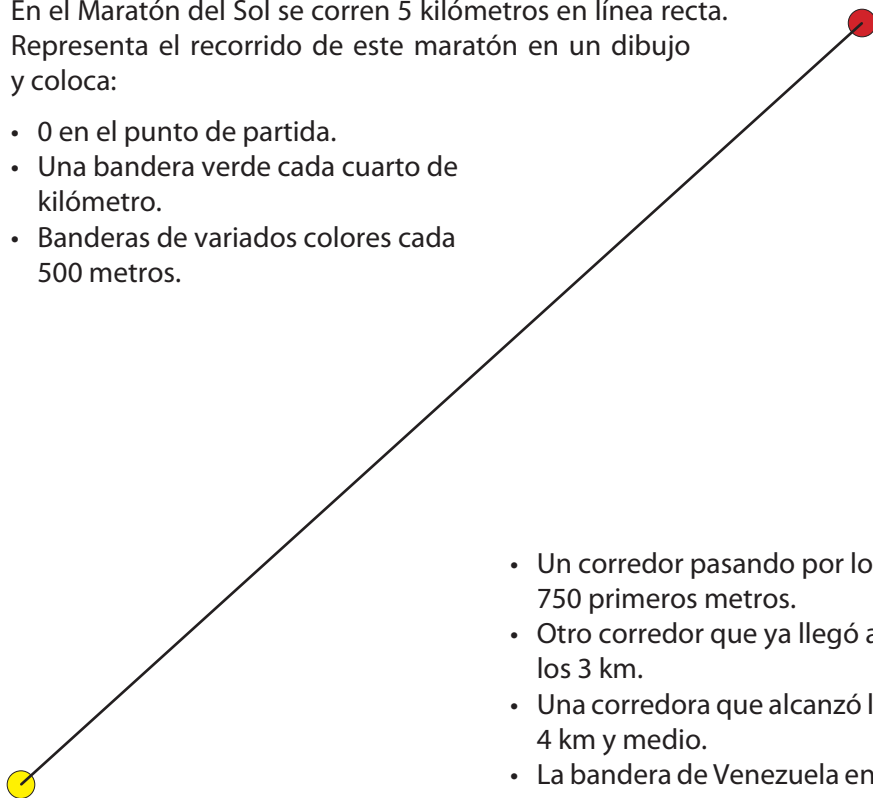 En el Maratón del Sol se corren 5 kilómetros en línea recta.
Representa el recorrido de este maratón en un dibujo
y coloca:
• 0 en el punto de partida.
• Una bandera verde cada cuarto de
kilómetro.
• Banderas de variados colores cada
500 metros.
• Un corredor pasando por
750 primeros metros.
• Otro corredor que ya llegó
los 3 km.
• Una corredora que alcanzó
4 km y medio.
• La bandera de Venezuela en